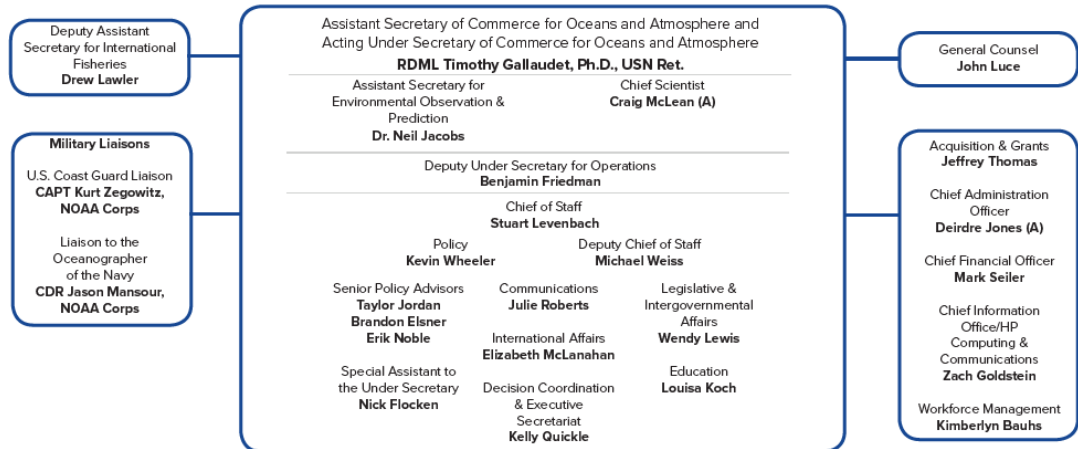 Deputy Assistant
Secretary for International
Fisheries
Drew Lawler
Military Liaisons
U.S. Coast Guard Liaison
CAPT Kurt Zegowitz,
NOAA Corps
Liaison to the
Oceanographer
of the Navy
CDR Jason Mansour,
NOAA Corps
Assistant Secretary of Commerce for Oceans and Atmosphere and
Acting Under Secretary of Commerce for Oceans and Atmosphere
RDML Timothy Gallaudet, Ph.D., USN Ret.
Assistant Secretary for
Environmental Observation &
Prediction
Dr. Neil Jacobs
Chief Scientist
Craig McLean (A)
Deputy Under Secretary for Operations
Benjamin Friedman
Chief of Staff
Stuart Levenbach
Policy
Kevin Wheeler
Deputy Chief of Staff
Michael Weiss
Senior Policy Advisors
Taylor Jordan
Brandon Elsner
Erik Noble
Special Assistant to
the Under Secretary
Nick Flocken
Communications
Julie Roberts
International Affairs
Elizabeth McLanahan
Decision Coordination
& Executive
Secretariat
Kelly Quickle
Legislative &
Intergovernmental
Affairs
Wendy Lewis
Education
Louisa Koch
General Counsel
John Luce
Acquisition & Grants
Jeffrey Thomas
Chief Administration
Officer
Deirdre Jones (A)
Chief Financial Officer
Mark Seiler
Chief Information
Office/HP
Computing &
Communications
Zach Goldstein
Workforce Management
Kimberlyn Bauhs